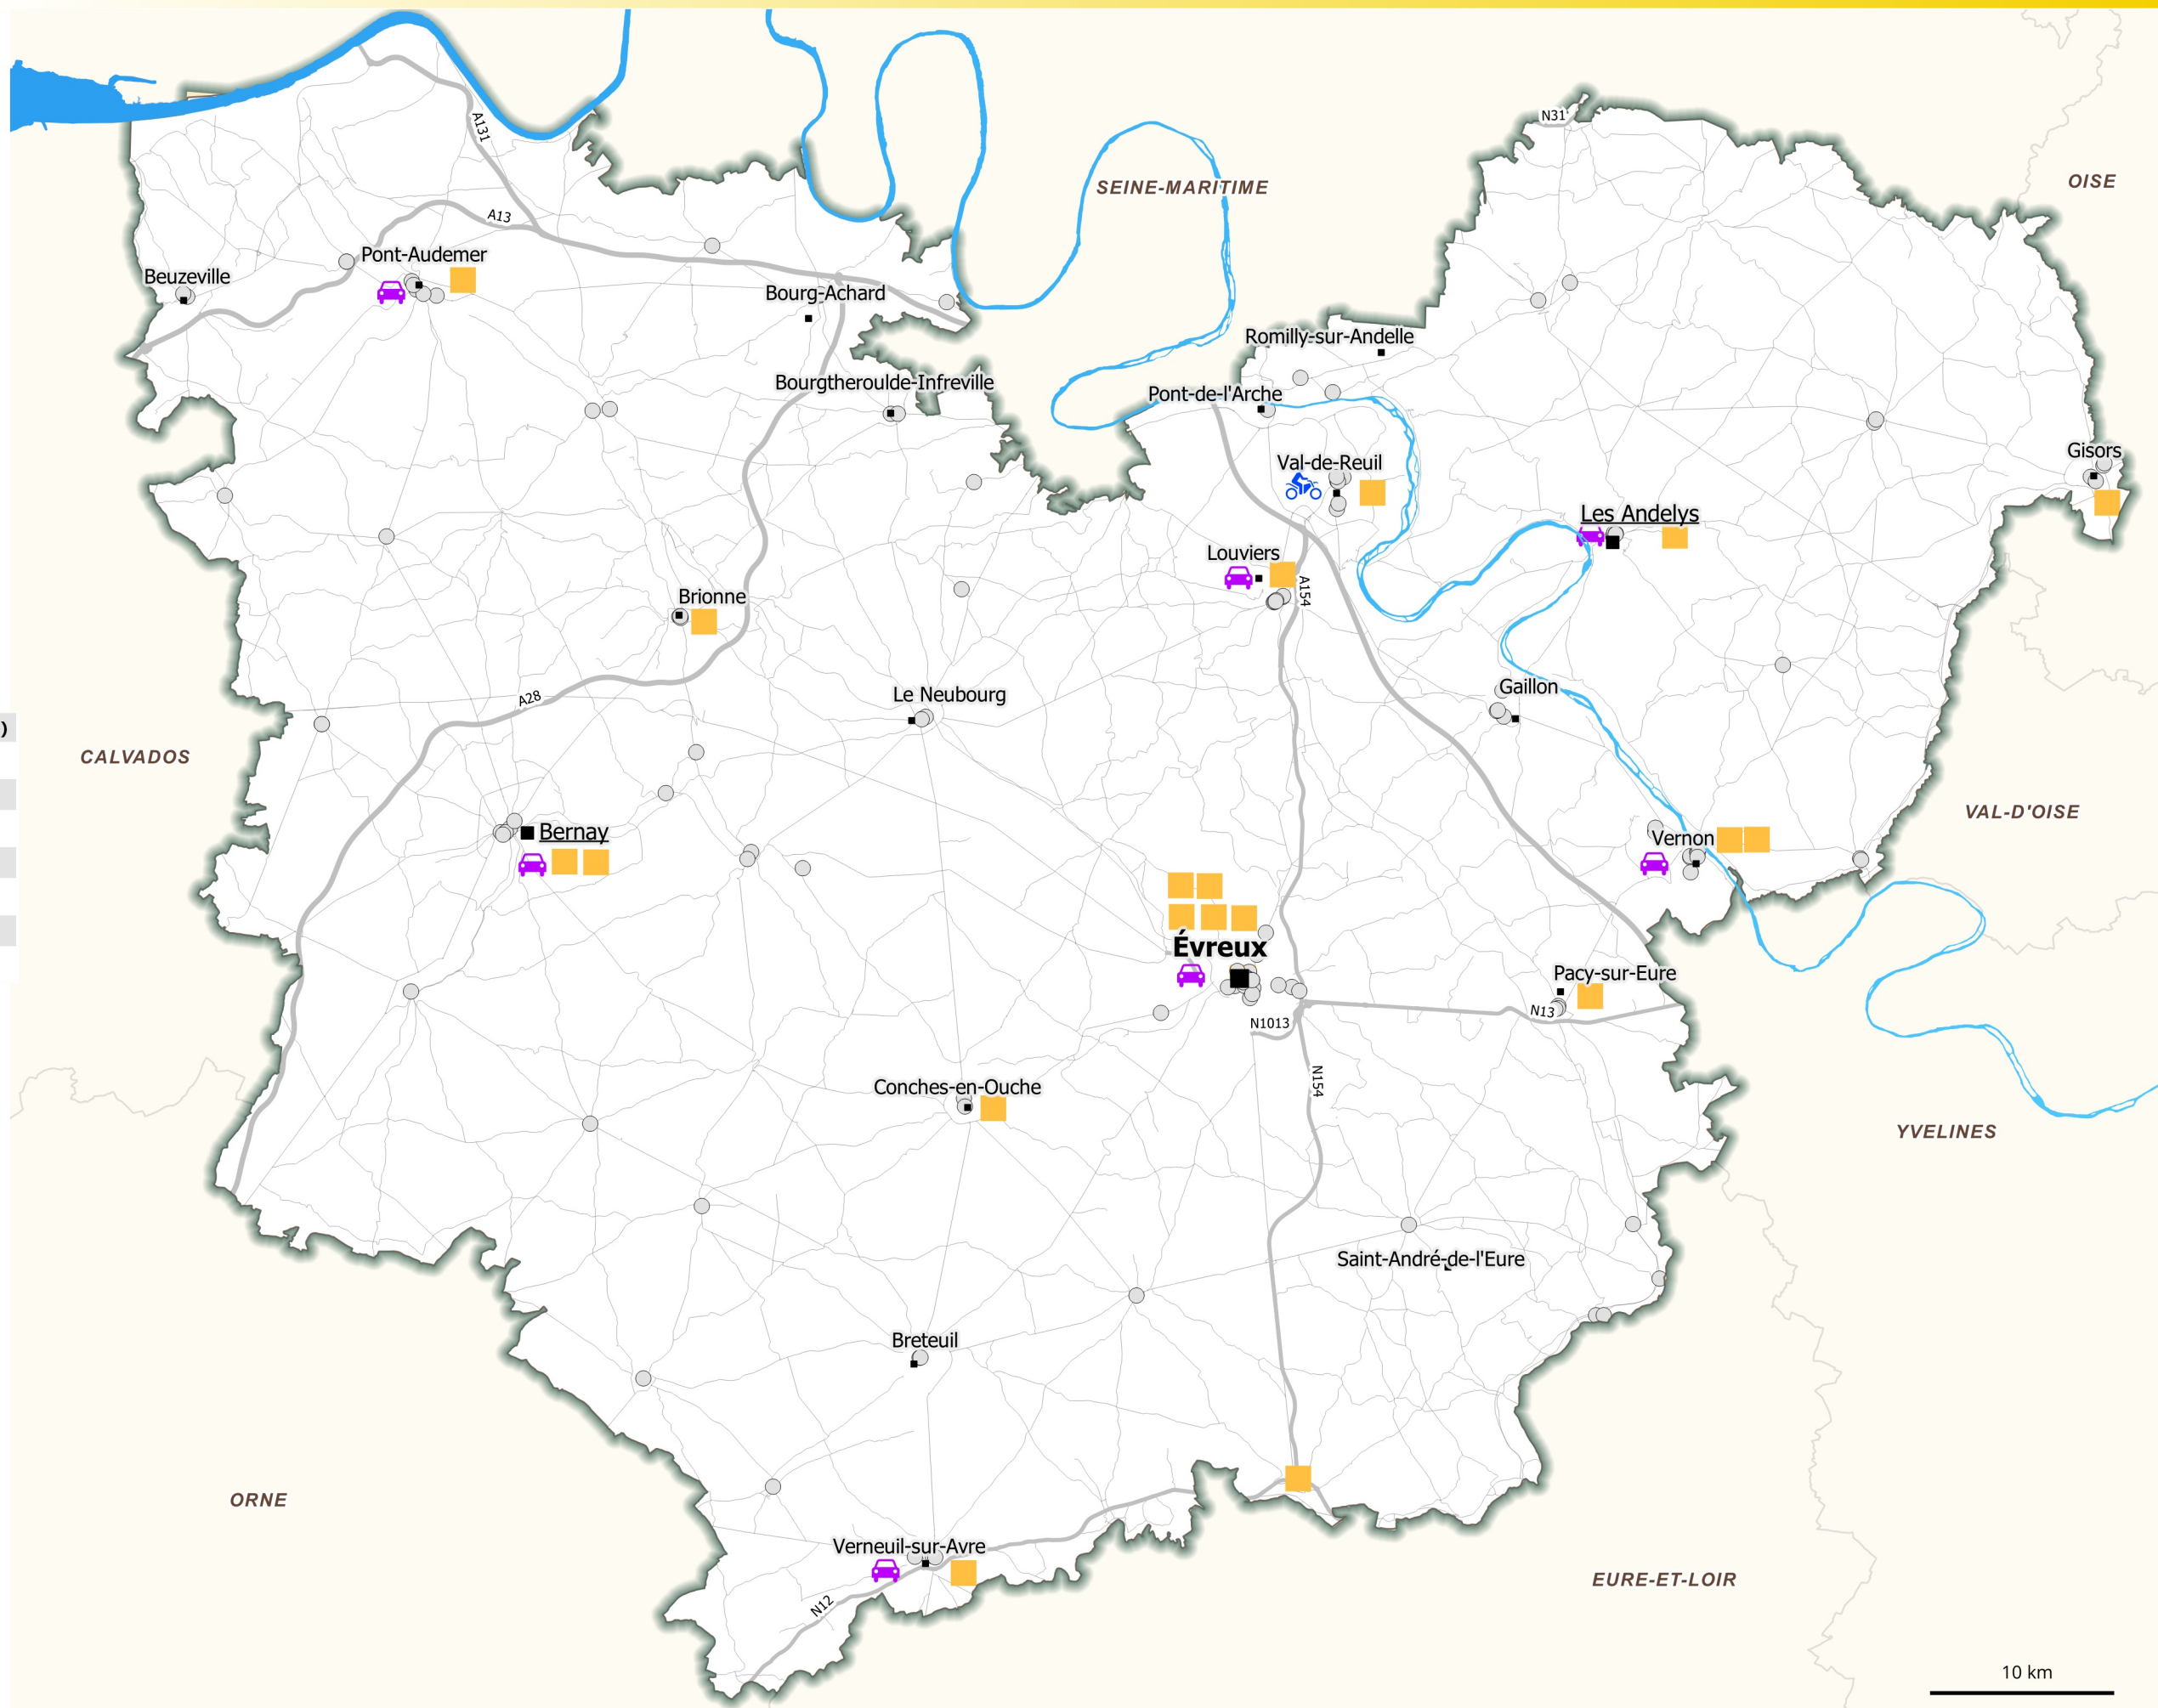 N31
A131
SEINE-MARITIME
OISE
A13
Pont-Audemer
Beuzeville
Bourg-Achard
Romilly-sur-Andelle
Bourgtheroulde-Infreville
Pont-de-l'Arche
Gisors
Val-de-Reuil
Les Andelys
Louviers
A154
Brionne
Gaillon
Le Neubourg
A28
)
CALVADOS
VAL-D'OISE
Bernay
Vernon
Évreux
Pacy-sur-Eure
N13
N1013
N154
Conches-en-Ouche
YVELINES
Saint-André-de-l'Eure
Breteuil
ORNE
Verneuil-sur-Avre
EURE-ET-LOIR
N12
10 km